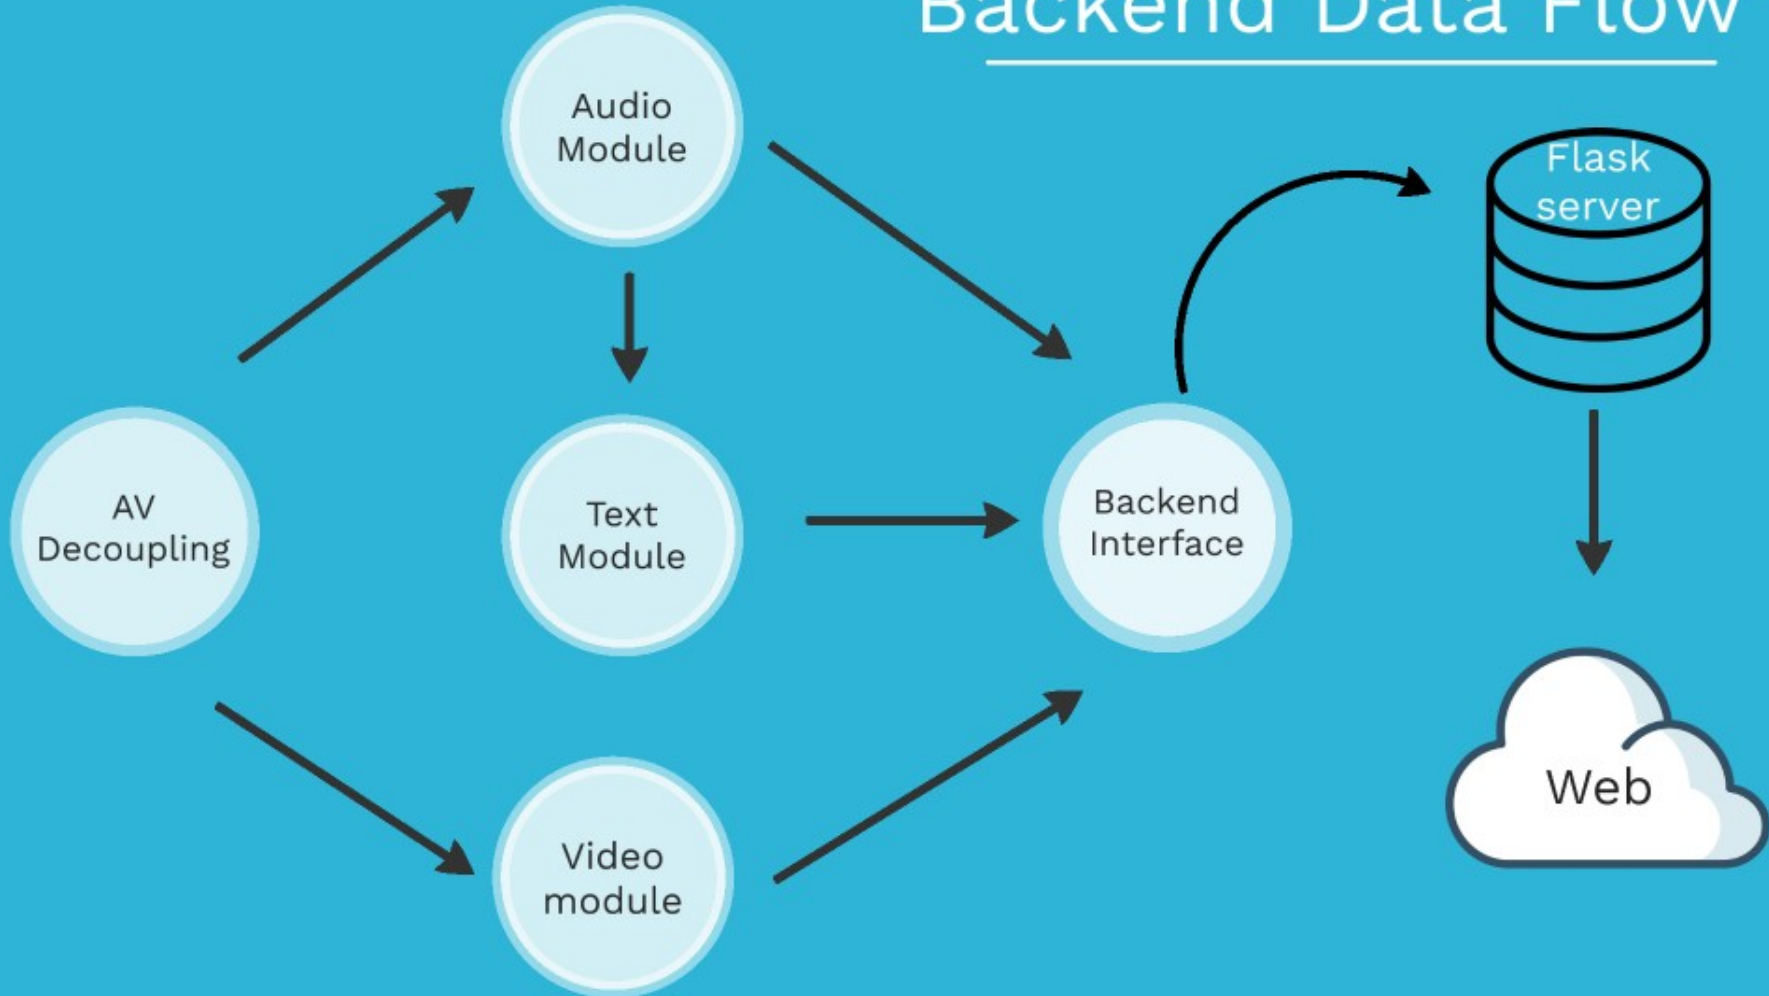 Backend Data Flow
Audio
Module
Flask
server
AV
Decoupling
Text
Module
Backend
Interface
Video
module
Web